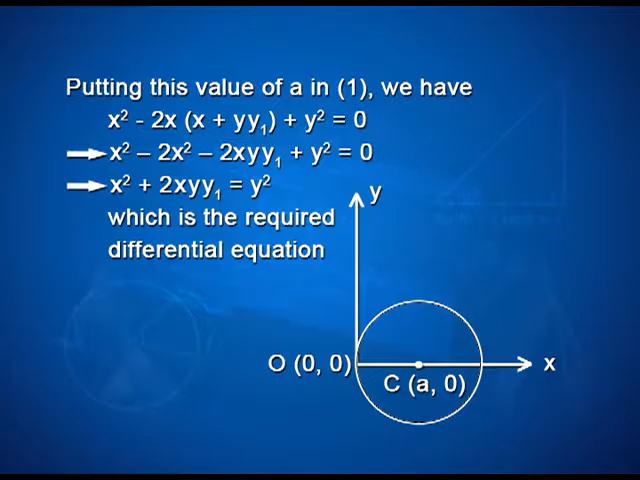 Putting this value of a in (1), we have
x² - 2x (x + yy₁) + y² = 0
x² – 2x² – 2xyy₁ + y² = 0
x² + 2xyy₁ = y²
which is the required
differential equation
y
O (0, 0)
x
C (a, 0)